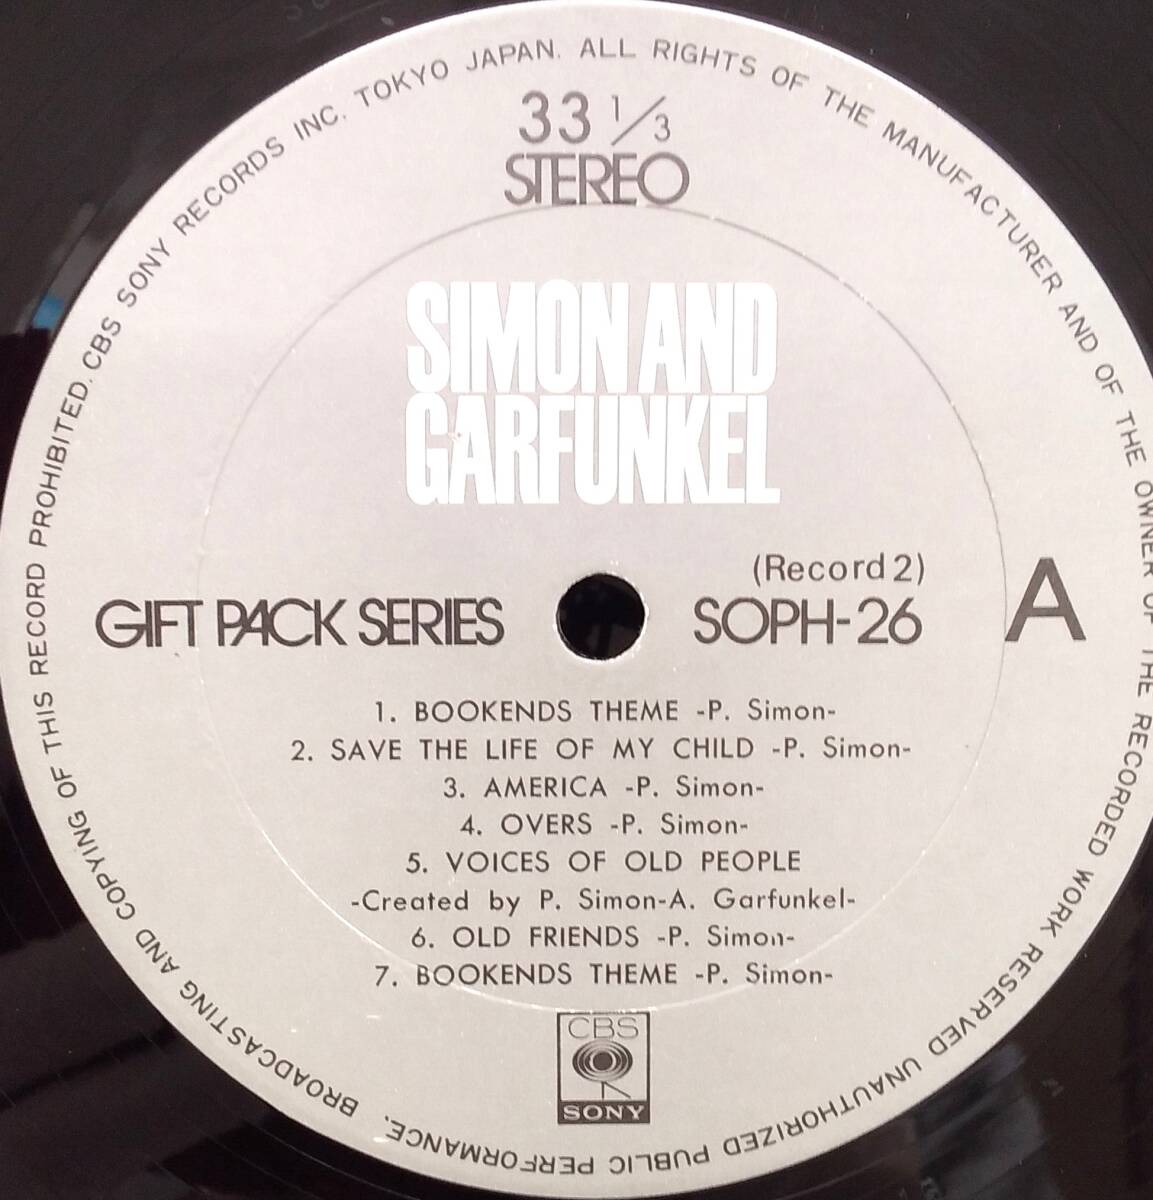 CBS SONY RECORDS INC. TOKYO JAPAN. ALL RIGHTS OF THE MANUFACTURER AND OF THE OWNER OF THE RECORDED WORK RESERVED UNAUTHORIZED PUBLIC PERFORMANCE. BROADCASTING AND COPYING OF THIS RECORD PROHIBITED.
33 1/3
STEREO
SIMON AND
GARFUNKEL
(Record 2)
GIFT PACK SERIES SOPH-26 A
1. BOOKENDS THEME -P. Simon-
2. SAVE THE LIFE OF MY CHILD -P. Simon-
3. AMERICA -P. Simon-
4. OVERS -P. Simon-
5. VOICES OF OLD PEOPLE
-Created by P. Simon-A. Garfunkel-
6. OLD FRIENDS -P. Simon-
7. BOOKENDS THEME -P. Simon-
CBS
SONY